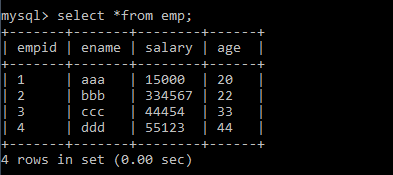 mysql> select *from emp;
+-------+-------+--------+------+
| empid | ename | salary | age  |
+-------+-------+--------+------+
| 1     | aaa   | 15000  | 20   |
| 2     | bbb   | 334567 | 22   |
| 3     | ccc   | 44454  | 33   |
| 4     | ddd   | 55123  | 44   |
+-------+-------+--------+------+
4 rows in set (0.00 sec)